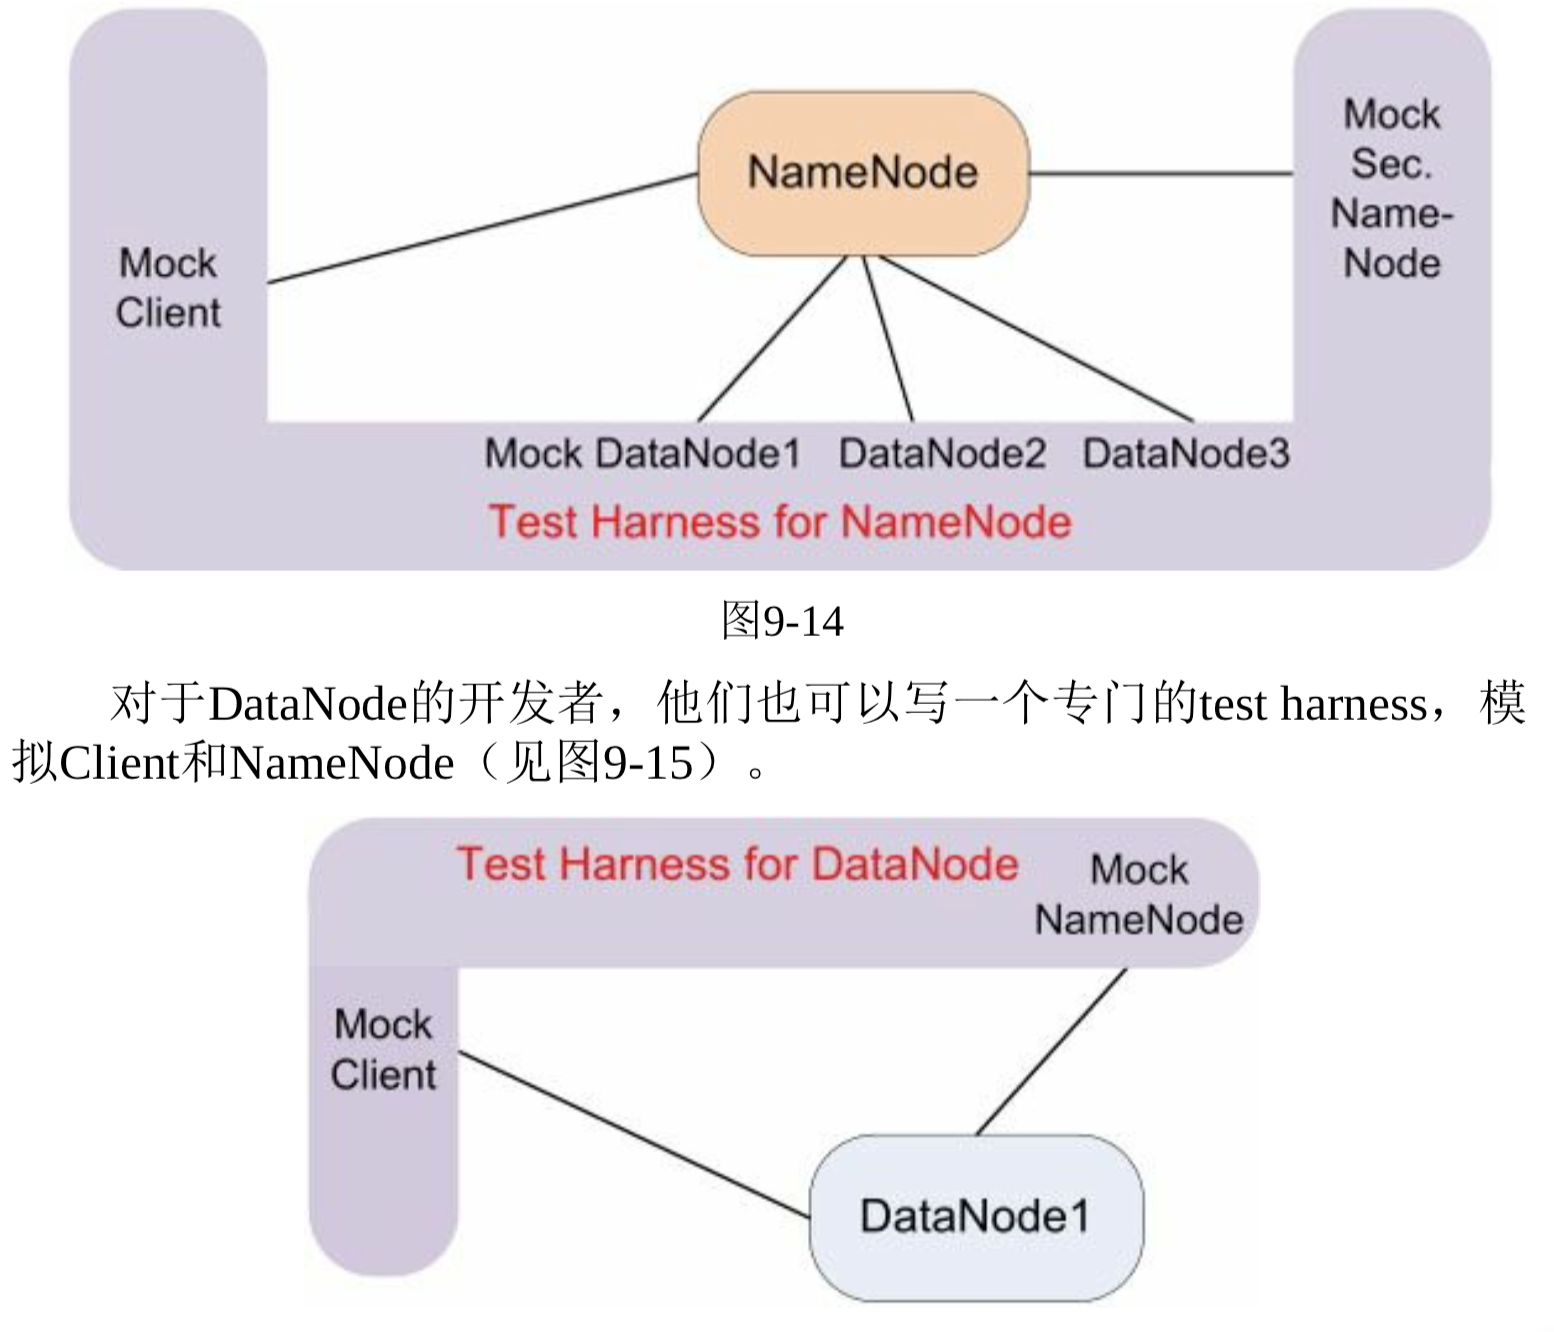 NameNode
Mock
Sec.
Name-
Node
Mock
Client
Mock DataNode1 DataNode2 DataNode3
Test Harness for NameNode
图9-14
对于DataNode的开发者，他们也可以写一个专门的test harness，模
拟Client和NameNode（见图9-15）。
Test Harness for DataNode
Mock
NameNode
Mock
Client
DataNode1